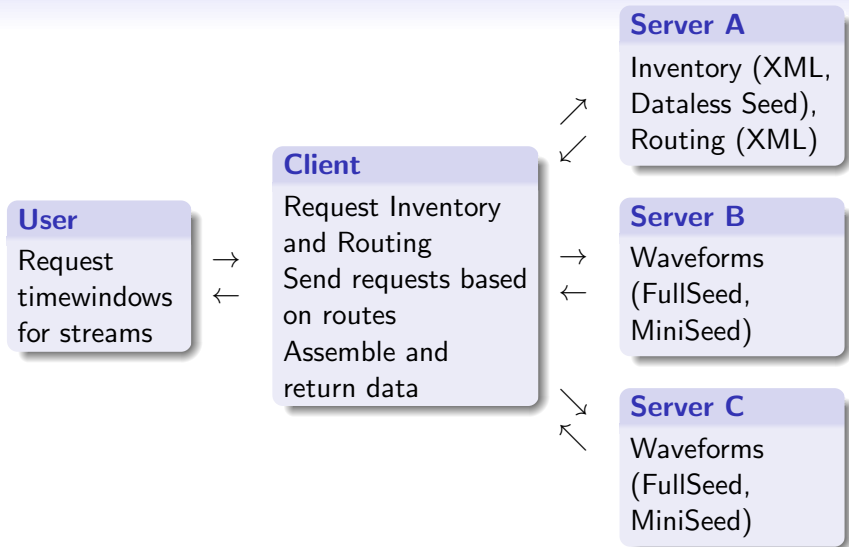 User
Request
timewindows
for streams
→
←
Client
Request Inventory
and Routing
Send requests based
on routes
Assemble and
return data
↗
↙
→
←
↘
↖
Server A
Inventory (XML,
Dataless Seed),
Routing (XML)
Server B
Waveforms
(FullSeed,
MiniSeed)
Server C
Waveforms
(FullSeed,
MiniSeed)